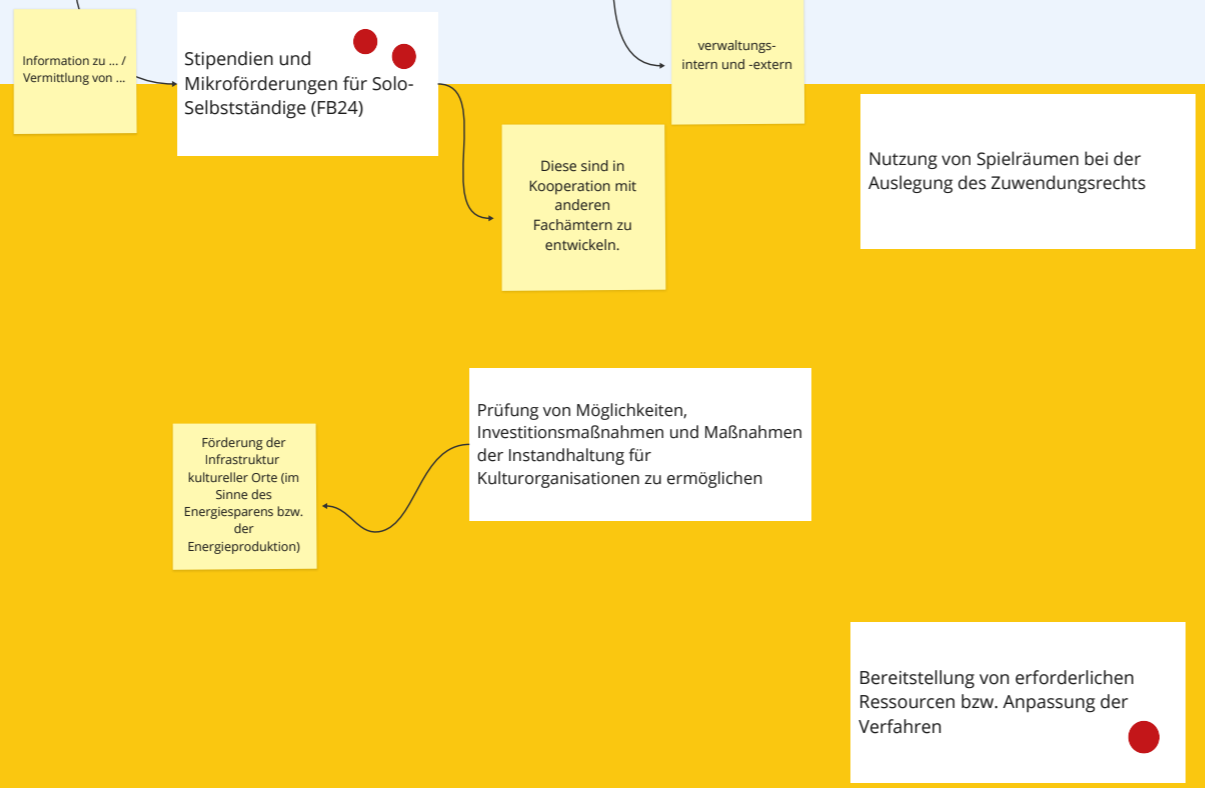 Information zu ... /
Vermittlung von ...
Stipendien und
Mikroförderungen für Solo-
Selbstständige (FB24)
verwaltungs-
intern und -extern
Diese sind in
Kooperation mit
anderen
Fachämtern zu
entwickeln.
Nutzung von Spielräumen bei der
Auslegung des Zuwendungsrechts
Förderung der
Infrastruktur
kultureller Orte (im
Sinne des
Energiesparens bzw.
der
Energieproduktion)
Prüfung von Möglichkeiten,
Investitionsmaßnahmen und Maßnahmen
der Instandhaltung für
Kulturorganisationen zu ermöglichen
Bereitstellung von erforderlichen
Ressourcen bzw. Anpassung der
Verfahren